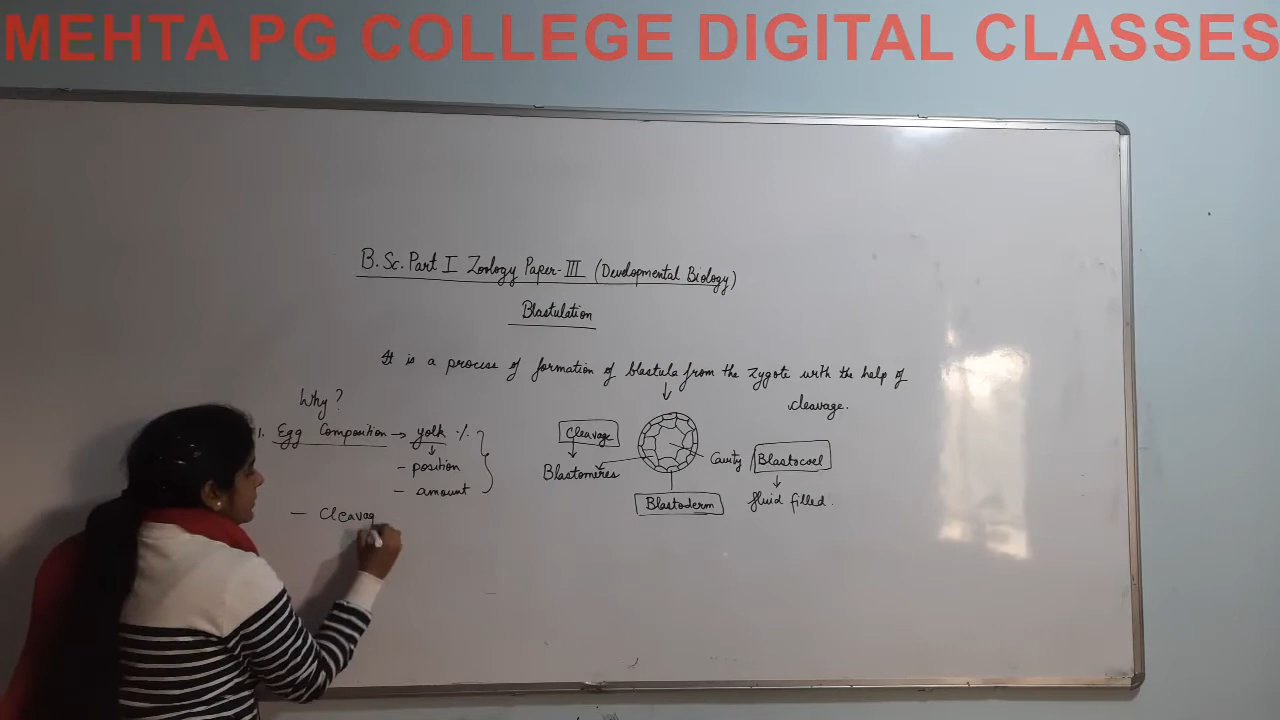 MEHTA PG COLLEGE DIGITAL CLASSES
B.Sc. Part I Zoology Paper-III (Developmental Biology)
Blastulation
It is a process of formation of blastula from the zygote with the help of
cleavage.
Why?
1. Egg Composition → yolk %.
- position
- amount
- Cleavag
Cleavage
Blastomeres
Blastoderm
Cavity / Blastocoel
fluid filled.